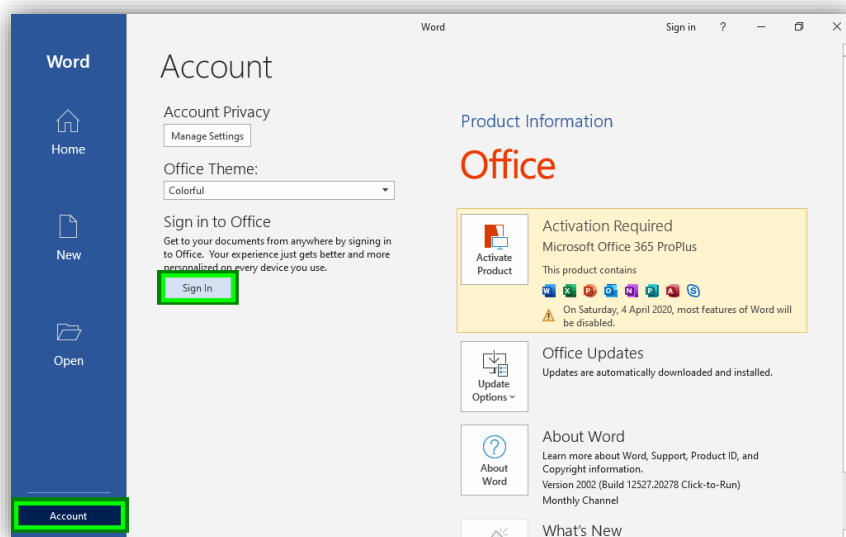 Word
Sign in ?
Word
Home
New
Open
Account
Account
Account Privacy
Manage Settings
Office Theme:
Colorful
Sign in to Office
Get to your documents from anywhere by signing in
to Office. Your experience just gets better and more
personalized on every device you use.
Sign In
Product Information
Office
Activate
Product
Activation Required
Microsoft Office 365 ProPlus
This product contains
On Saturday, 4 April 2020, most features of Word will
be disabled.
Update
Options
Office Updates
Updates are automatically downloaded and installed.
About
Word
About Word
Learn more about Word, Support, Product ID, and
Copyright information.
Version 2002 (Build 12527.20278 Click-to-Run)
Monthly Channel
What's New